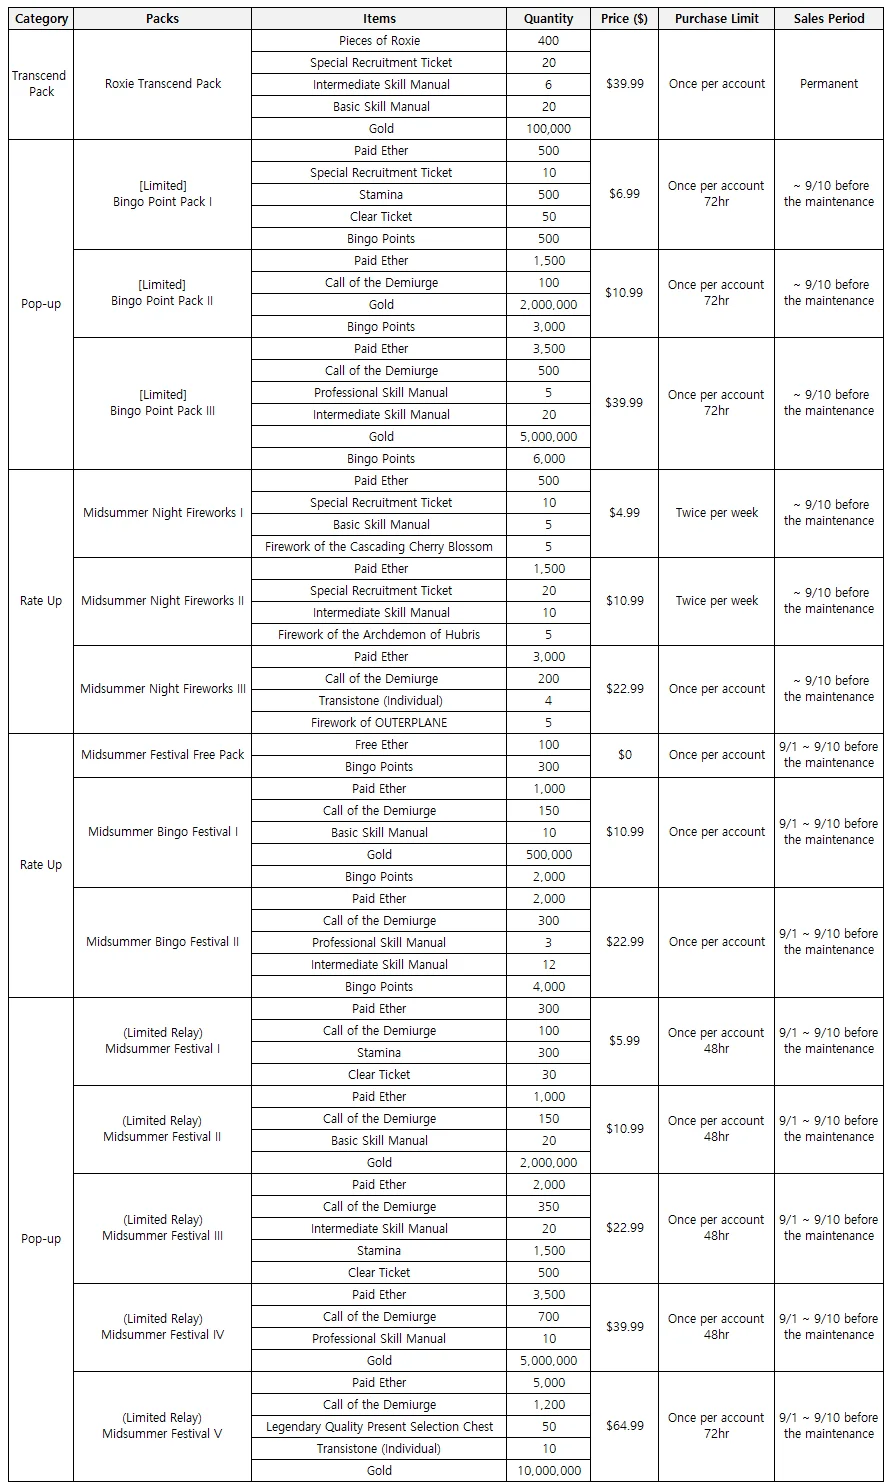 Category Packs Items Quantity Price ($) Purchase Limit Sales Period
Transcend Pack
Roxie Transcend Pack
Pieces of Roxie 400
Special Recruitment Ticket 20
Intermediate Skill Manual 6
Basic Skill Manual 20
Gold 100,000
$39.99
Once per account
Permanent
Pop-up
[Limited]
Bingo Point Pack I
Paid Ether 500
Special Recruitment Ticket 10
Stamina 500
Clear Ticket 50
Bingo Points 500
$6.99
Once per account
72hr
~ 9/10 before
the maintenance
[Limited]
Bingo Point Pack II
Paid Ether 1,500
Call of the Demiurge 100
Gold 2,000,000
Bingo Points 3,000
$10.99
Once per account
72hr
~ 9/10 before
the maintenance
[Limited]
Bingo Point Pack III
Paid Ether 3,500
Call of the Demiurge 500
Professional Skill Manual 5
Intermediate Skill Manual 20
Gold 5,000,000
Bingo Points 6,000
$39.99
Once per account
72hr
~ 9/10 before
the maintenance
Rate Up
Midsummer Night Fireworks I
Paid Ether 500
Special Recruitment Ticket 10
Basic Skill Manual 5
Firework of the Cascading Cherry Blossom 5
$4.99
Twice per week
~ 9/10 before
the maintenance
Midsummer Night Fireworks II
Paid Ether 1,500
Special Recruitment Ticket 20
Intermediate Skill Manual 10
Firework of the Archdemon of Hubris 5
$10.99
Twice per week
~ 9/10 before
the maintenance
Midsummer Night Fireworks III
Paid Ether 3,000
Call of the Demiurge 200
Transistone (Individual) 4
Firework of OUTERPLANE 5
$22.99
Once per account
~ 9/10 before
the maintenance
Rate Up
Midsummer Festival Free Pack
Free Ether 100
Bingo Points 300
$0
Once per account
9/1 ~ 9/10 before
the maintenance
Midsummer Bingo Festival I
Paid Ether 1,000
Call of the Demiurge 150
Basic Skill Manual 10
Gold 500,000
Bingo Points 2,000
$10.99
Once per account
9/1 ~ 9/10 before
the maintenance
Midsummer Bingo Festival II
Paid Ether 2,000
Call of the Demiurge 300
Professional Skill Manual 3
Intermediate Skill Manual 12
Bingo Points 4,000
$22.99
Once per account
9/1 ~ 9/10 before
the maintenance
Pop-up
(Limited Relay)
Midsummer Festival I
Paid Ether 300
Call of the Demiurge 100
Stamina 300
Clear Ticket 30
$5.99
Once per account
48hr
9/1 ~ 9/10 before
the maintenance
(Limited Relay)
Midsummer Festival II
Paid Ether 1,000
Call of the Demiurge 150
Basic Skill Manual 20
Gold 2,000,000
$10.99
Once per account
48hr
9/1 ~ 9/10 before
the maintenance
(Limited Relay)
Midsummer Festival III
Paid Ether 2,000
Call of the Demiurge 350
Intermediate Skill Manual 20
Stamina 1,500
Clear Ticket 500
$22.99
Once per account
48hr
9/1 ~ 9/10 before
the maintenance
(Limited Relay)
Midsummer Festival IV
Paid Ether 3,500
Call of the Demiurge 700
Professional Skill Manual 10
Gold 5,000,000
$39.99
Once per account
48hr
9/1 ~ 9/10 before
the maintenance
(Limited Relay)
Midsummer Festival V
Paid Ether 5,000
Call of the Demiurge 1,200
Legendary Quality Present Selection Chest 50
Transistone (Individual) 10
Gold 10,000,000
$64.99
Once per account
72hr
9/1 ~ 9/10 before
the maintenance